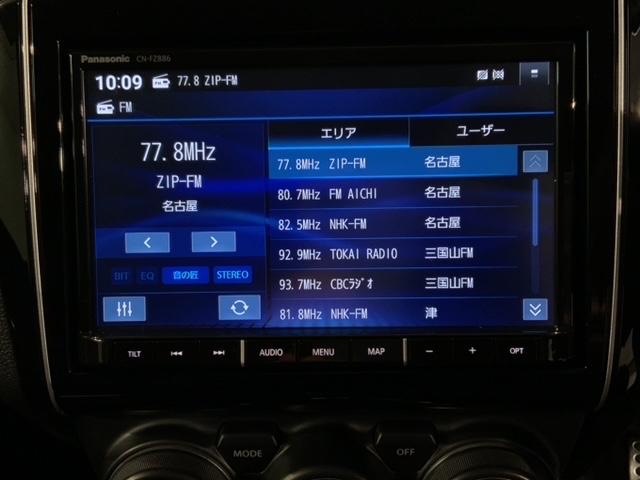 Panasonic CN-FZ886
10:09 FM 77.8 ZIP-FM
FM
77.8MHz
ZIP-FM
名古屋
BIT EQ 音の匠 STEREO
エリア ユーザー
77.8MHz ZIP-FM 名古屋
80.7MHz FM AICHI 名古屋
82.5MHz NHK-FM 名古屋
92.9MHz TOKAI RADIO 三国山FM
93.7MHz CBCﾗｼﾞｵ 三国山FM
81.8MHz NHK-FM 津
TILT AUDIO MENU MAP − + OPT
MODE OFF